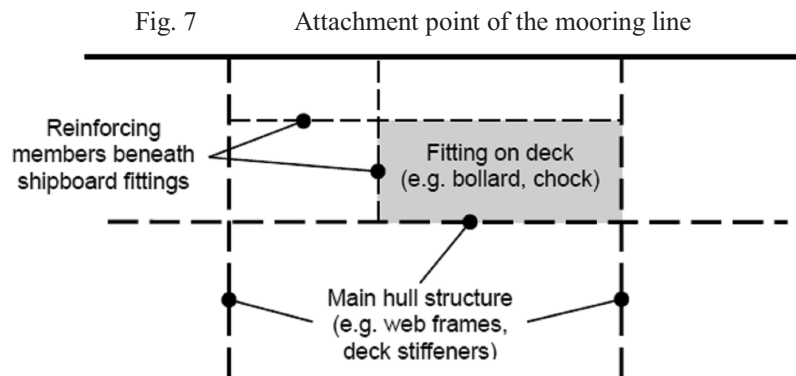 Fig. 7 Attachment point of the mooring line
Reinforcing
members beneath
shipboard fittings
Fitting on deck
(e.g. bollard, chock)
Main hull structure
(e.g. web frames,
deck stiffeners)